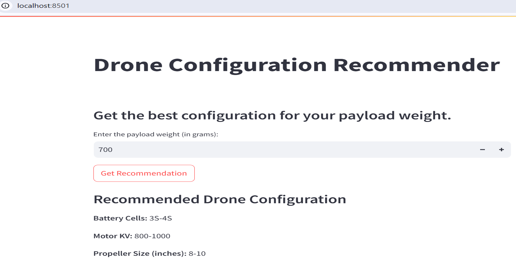 localhost:8501
Drone Configuration Recommender
Get the best configuration for your payload weight.
Enter the payload weight (in grams):
700
Get Recommendation
Recommended Drone Configuration
Battery Cells: 3S-4S
Motor KV: 800-1000
Propeller Size (inches): 8-10